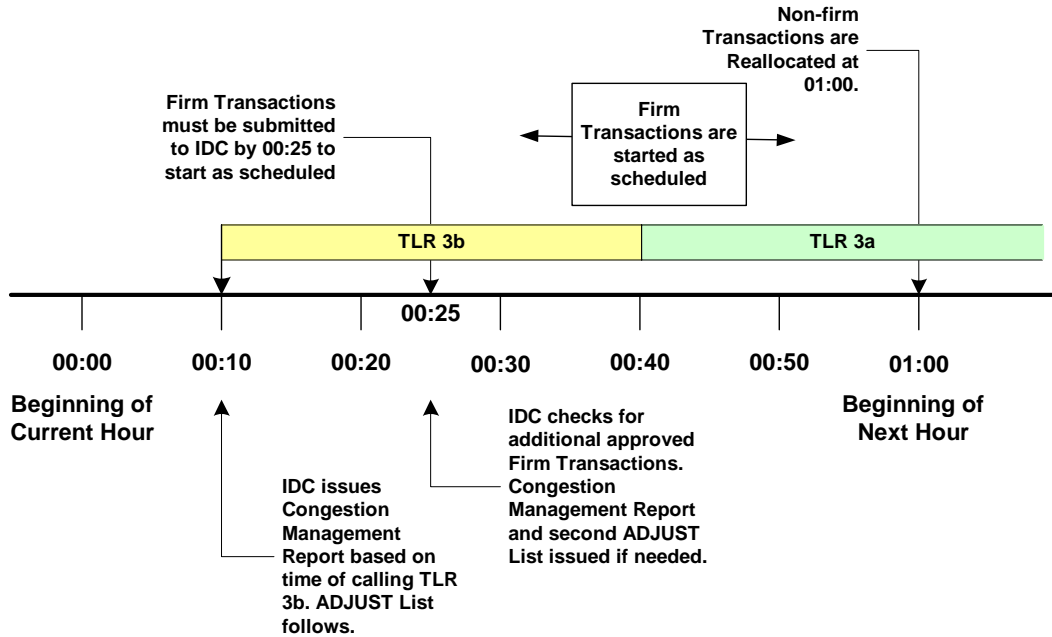 Non-firm
Transactions are
Reallocated at
01:00.
Firm Transactions
must be submitted
to IDC by 00:25 to
start as scheduled
Firm
Transactions are
started as
scheduled
TLR 3b
TLR 3a
00:25
00:00
00:10
00:20
00:30
00:40
00:50
01:00
Beginning of
Current Hour
Beginning of
Next Hour
IDC issues
Congestion
Management
Report based on
time of calling TLR
3b. ADJUST List
follows.
IDC checks for
additional approved
Firm Transactions.
Congestion
Management Report
and second ADJUST
List issued if needed.